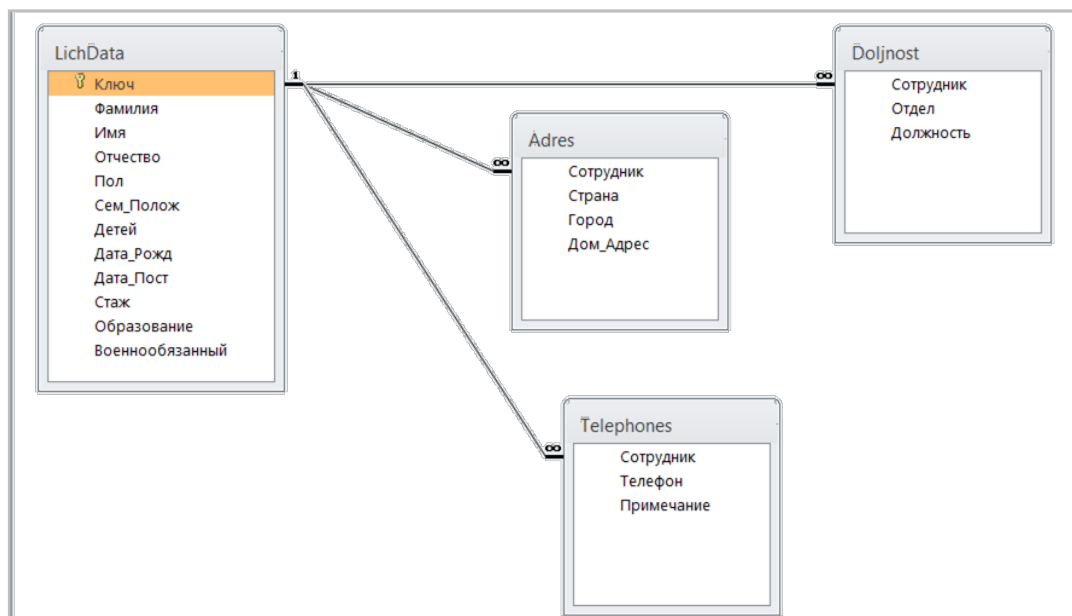 LichData
Ключ
Фамилия
Имя
Отчество
Пол
Сем_Полож
Детей
Дата_Рожд
Дата_Пост
Стаж
Образование
Военнообязанный
1
∞
Doljnost
Сотрудник
Отдел
Должность
∞
Adres
Сотрудник
Страна
Город
Дом_Адрес
∞
Telephones
Сотрудник
Телефон
Примечание